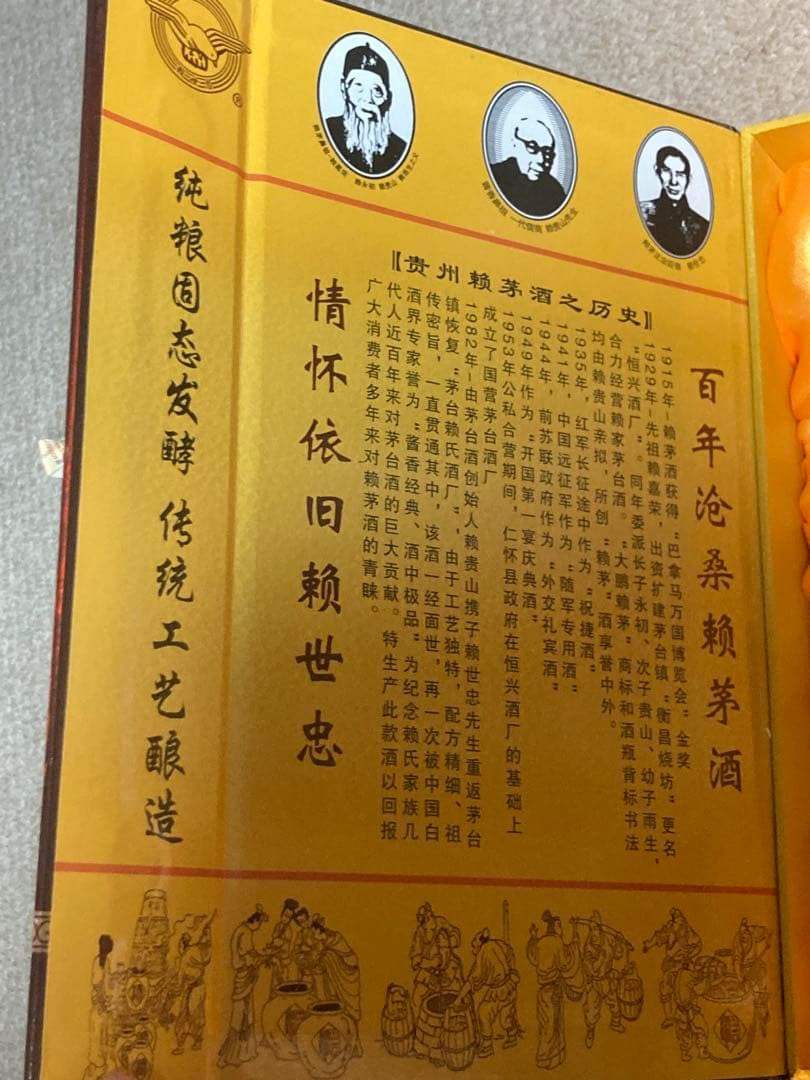 百年沧桑赖茅酒
〖贵州赖茅酒之历史〗
1915年-赖茅酒获得“巴拿马万国博览会”金奖
1929年-先祖赖嘉荣,出资扩建茅台镇“衡昌烧坊”更名
“恒兴酒厂”。同年委派长子永初、次子贵山、幼子雨生,
合力经营赖家茅台酒。“大鹏赖茅”商标和酒瓶背标书法
均由赖贵山亲拟,所创“赖茅”酒享誉中外。
1935年,红军长征途中作为“祝捷酒”
1941年,中国远征军作为“随军专用酒”
1944年,前苏联政府作为“外交礼宾酒”
1949年作为“开国第一宴庆典酒”
1953年公私合营期间,仁怀县政府在恒兴酒厂的基础上
成立了国营茅台酒厂
1982年-由茅台酒创始人赖贵山携子赖世忠先生重返茅台
镇恢复“茅台赖氏酒厂”,由于工艺独特,配方精细、祖
传密旨,一直贯通其中,该酒一经面世,再一次被中国白
酒界专家誉为“酱香经典、酒中极品”为纪念赖氏家族几
代人近百年来对茅台酒的巨大贡献。特生产此款酒以回报
广大消费者多年来对赖茅酒的青睐。
情怀依旧赖世忠
纯粮固态发酵 传统工艺酿造
®